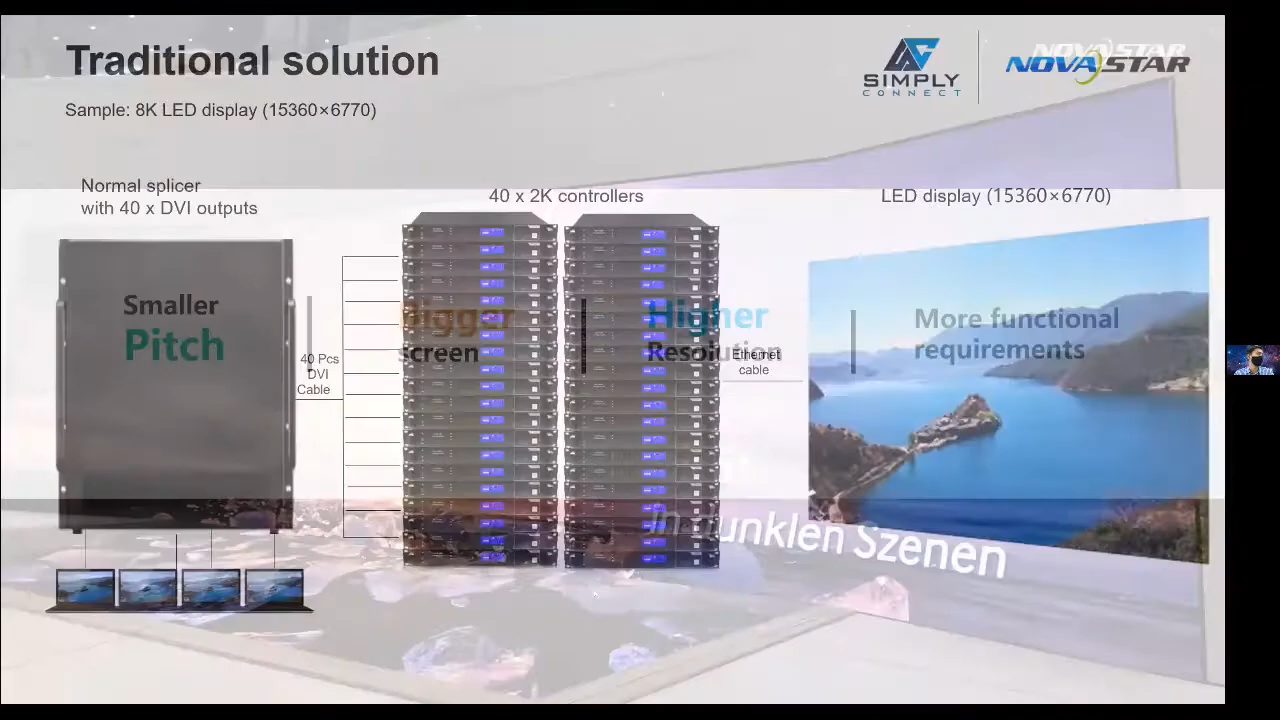 Traditional solution
Sample: 8K LED display (15360×6770)
SIMPLY
CONNECT
NOVASTAR
NOVASTAR
Normal splicer
with 40 x DVI outputs
40 x 2K controllers
LED display (15360×6770)
Smaller
Pitch
Bigger
screen
Higher
Resolution
More functional
requirements
40 Pcs
DVI
Cable
Ethernet
cable
In dunklen Szenen